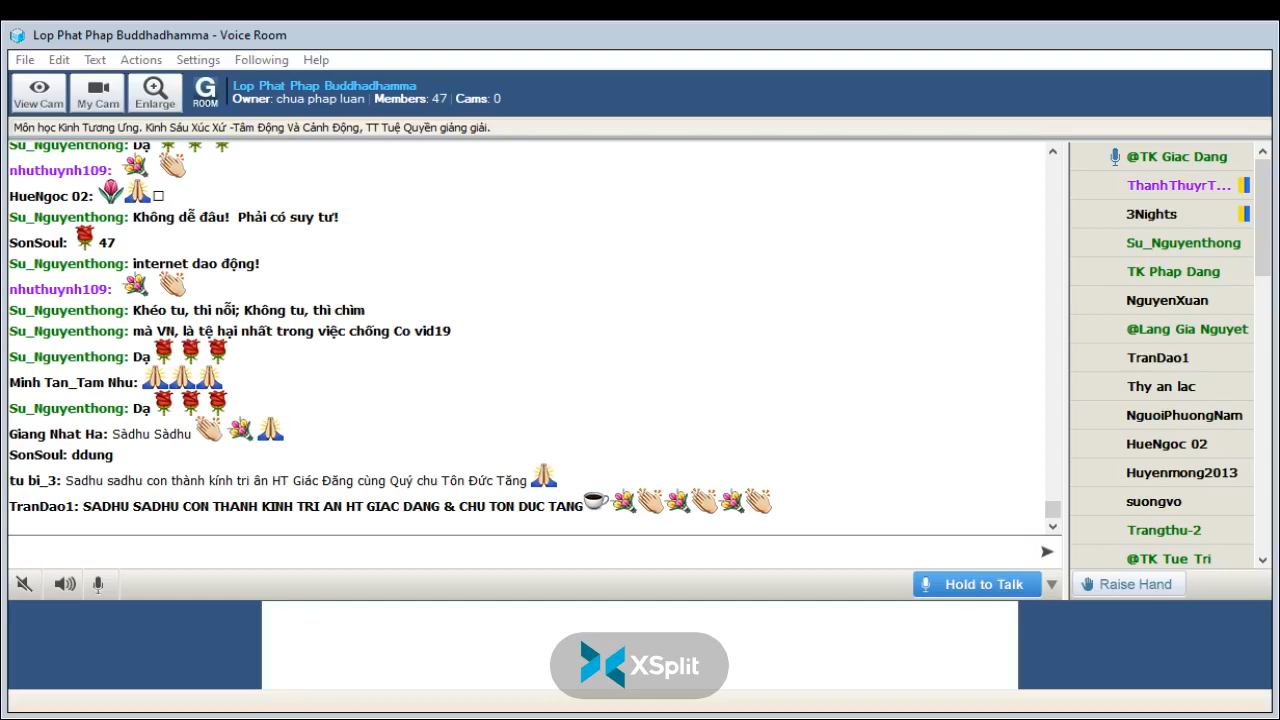 Lop Phat Phap Buddhadhamma - Voice Room
File Edit Text Actions Settings Following Help
View Cam My Cam Enlarge G ROOM
Lop Phat Phap Buddhadhamma
Owner: chua phap luan | Members: 47 | Cams: 0
Môn học Kinh Tương Ưng. Kinh Sáu Xúc Xứ -Tâm Động Và Cảnh Động, TT Tuệ Quyền giảng giải.
Su_Nguyenthong: Dạ
nhuthuynh109:
HueNgoc 02:
Su_Nguyenthong: Không dễ đâu! Phải có suy tư!
SonSoul: 47
Su_Nguyenthong: internet dao động!
nhuthuynh109:
Su_Nguyenthong: Khéo tu, thi nỗi; Không tu, thì chìm
Su_Nguyenthong: mà VN, là tệ hại nhất trong việc chống Co vid19
Su_Nguyenthong: Dạ
Minh Tan_Tam Nhu:
Su_Nguyenthong: Dạ
Giang Nhat Ha: Sàdhu Sàdhu
SonSoul: ddung
tu bi_3: Sadhu sadhu con thành kính tri ân HT Giác Đăng cùng Quý chu Tôn Đức Tăng
TranDao1: SADHU SADHU CON THANH KINH TRI AN HT GIAC DANG & CHU TON DUC TANG
@TK Giac Dang
ThanhThuyrT...
3Nights
Su_Nguyenthong
TK Phap Dang
NguyenXuan
@Lang Gia Nguyet
TranDao1
Thy an lac
NguoiPhuongNam
HueNgoc 02
Huyenmong2013
suongvo
Trangthu-2
@TK Tue Tri
Hold to Talk
Raise Hand
XSplit